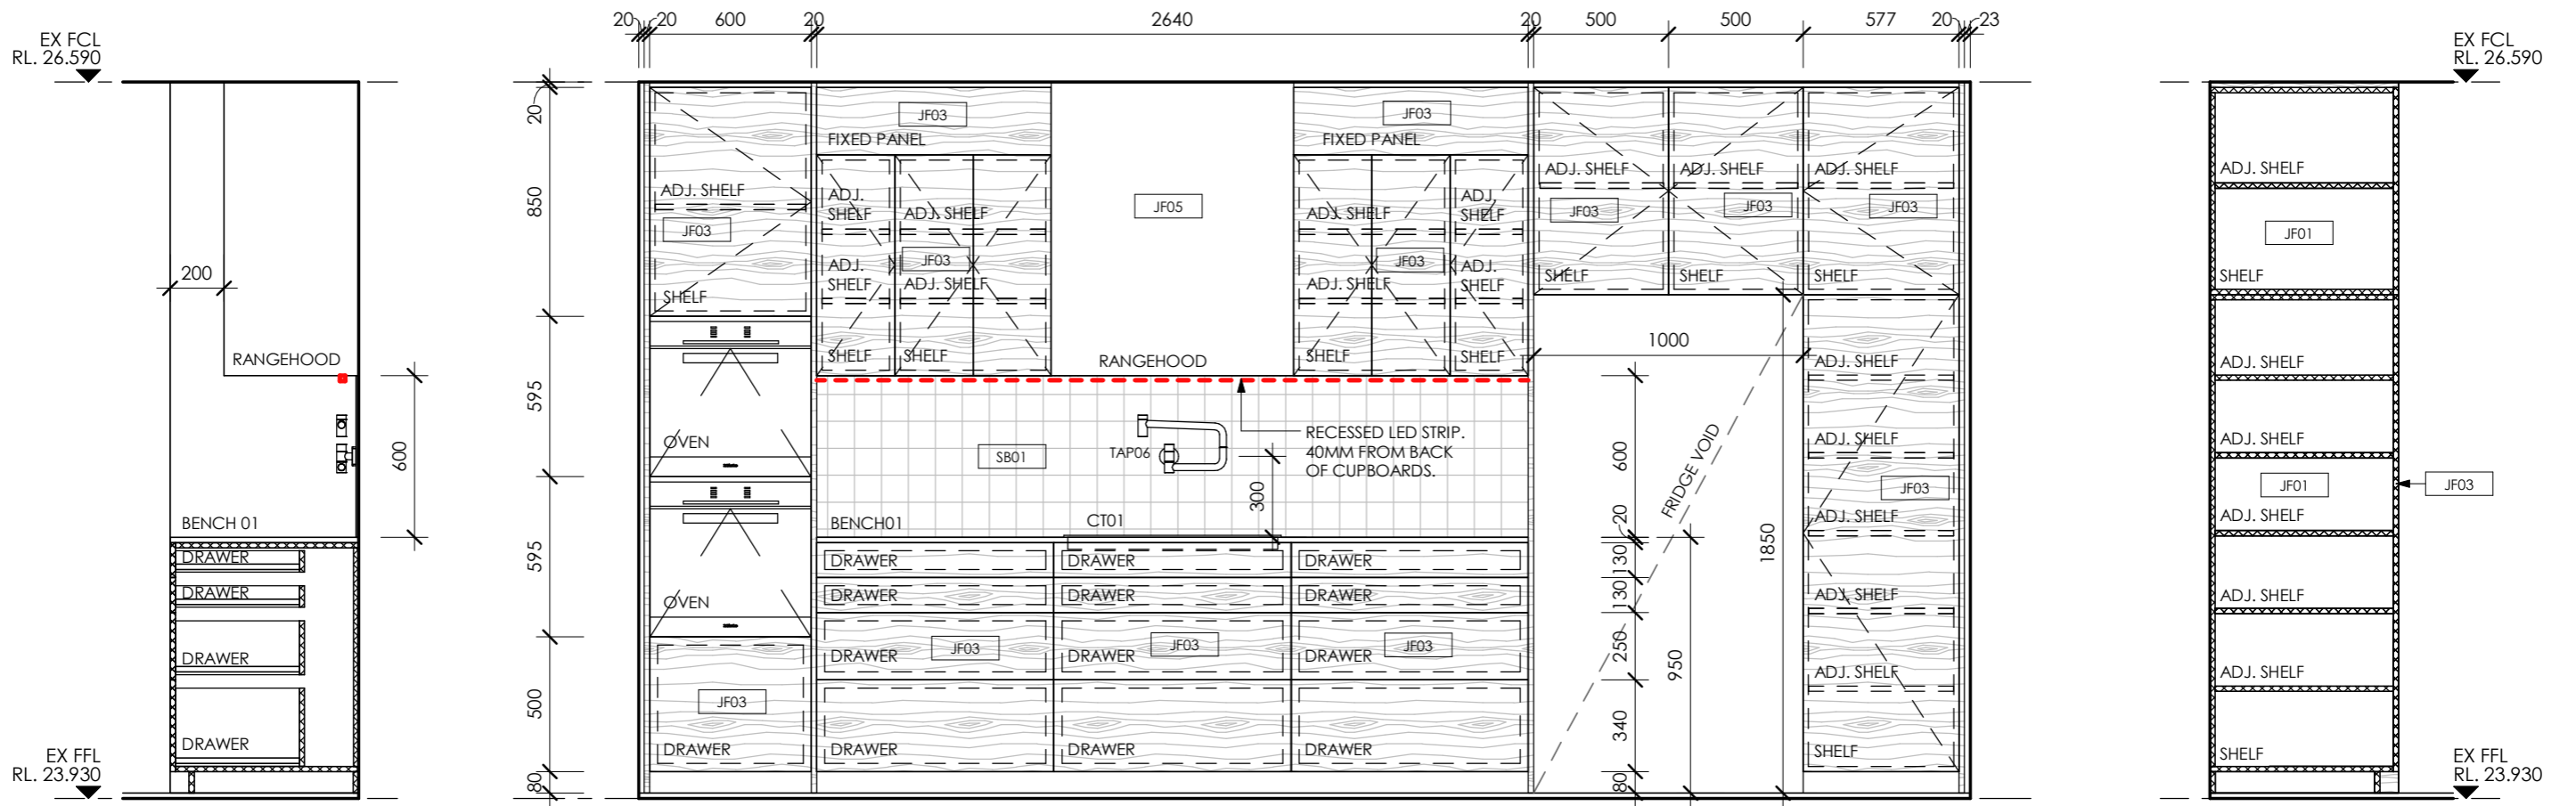 20 20 600 20 2640 20 500 500 577 20 23
EX FCL
RL. 26.590
EX FCL
RL. 26.590
200
RANGEHOOD
600
BENCH 01
DRAWER
DRAWER
DRAWER
DRAWER
EX FFL
RL. 23.930
20
850
595
595
500
80
ADJ. SHELF
JF03
SHELF
OVEN
OVEN
JF03
DRAWER
JF03
FIXED PANEL
ADJ.
SHELF
ADJ. SHELF
JF03
ADJ.
SHELF
ADJ. SHELF
SHELF
SHELF
JF05
RANGEHOOD
JF03
FIXED PANEL
ADJ. SHELF
ADJ.
SHELF
JF03
ADJ. SHELF
ADJ.
SHELF
SHELF
SHELF
SB01
TAP06
RECESSED LED STRIP.
40MM FROM BACK
OF CUPBOARDS.
300
BENCH01
CT01
DRAWER DRAWER DRAWER
DRAWER DRAWER DRAWER
JF03 JF03 JF03
DRAWER DRAWER DRAWER
DRAWER DRAWER DRAWER
ADJ. SHELF ADJ. SHELF ADJ. SHELF
JF03 JF03 JF03
SHELF SHELF SHELF
1000
FRIDGE VOID
600
20
130
130
250
340
80
950
1850
ADJ. SHELF
ADJ. SHELF
JF03
ADJ. SHELF
ADJ. SHELF
ADJ. SHELF
SHELF
ADJ. SHELF
JF01
SHELF
ADJ. SHELF
ADJ. SHELF
JF01
JF03
ADJ. SHELF
ADJ. SHELF
ADJ. SHELF
SHELF
EX FFL
RL. 23.930